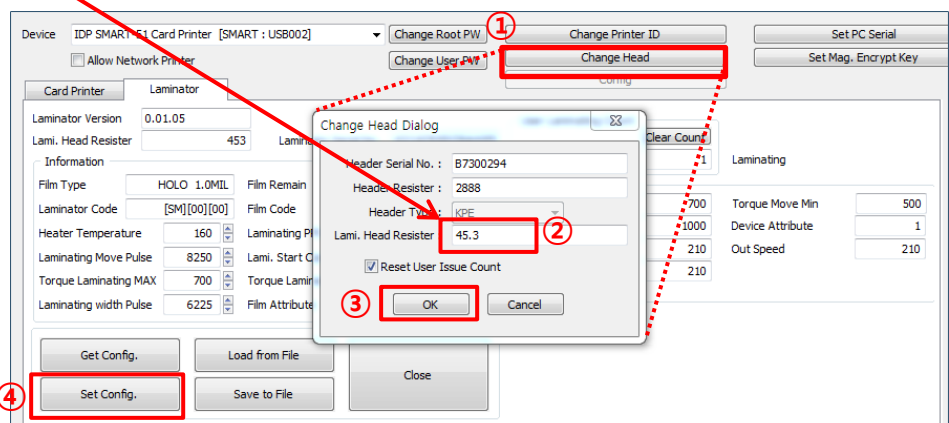 ①
Device IDP SMART-51 Card Printer [SMART : USB002] Change Root PW Change Printer ID Set PC Serial
Allow Network Printer Change User PW Change Head Set Mag. Encrypt Key
Config
Card Printer Laminator
Laminator Version 0.01.05
Change Head Dialog
Lami. Head Resister 453 Clear Count
Information Header Serial No. : B7300294 1 Laminating
Film Type HOLO 1.0MIL Film Remain Header Resister : 2888
Laminator Code [SM][00][00] Film Code Header Type : KPE 700 Torque Move Min 500
Heater Temperatur 160 Lami. Head Resister 45.3 ② 1000 Device Attribute 1
Laminating Move Pulse 8250 Lami. Start 210 Out Speed 210
Torque Laminating MAX 700 Reset User Issue Count 210
Laminating width Pulse 6225 Film Attribute ③ OK Cancel
Get Config. Load from File
Close
④ Set Config. Save to File